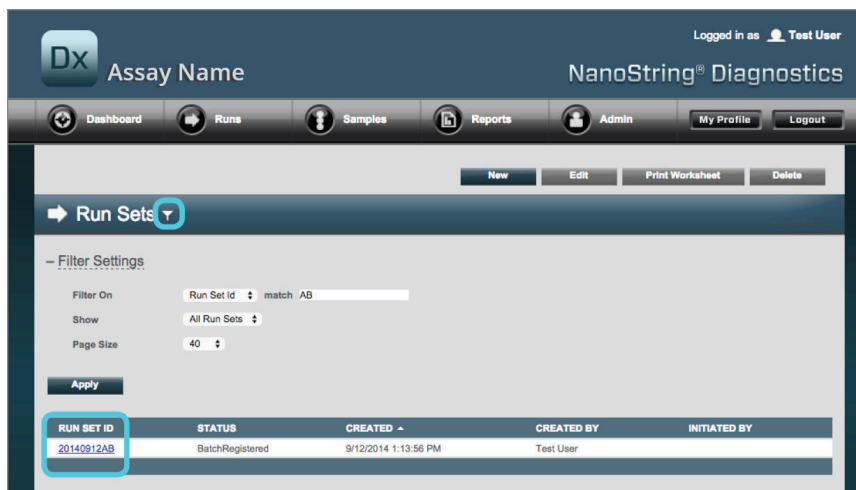 Logged in as Test User
Dx Assay Name
NanoString® Diagnostics
Dashboard Runs Samples Reports Admin My Profile Logout
New Edit Print Worksheet Delete
Run Sets
– Filter Settings
Filter On Run Set Id match AB
Show All Run Sets
Page Size 40
Apply
RUN SET ID STATUS CREATED CREATED BY INITIATED BY
20140912AB BatchRegistered 9/12/2014 1:13:56 PM Test User